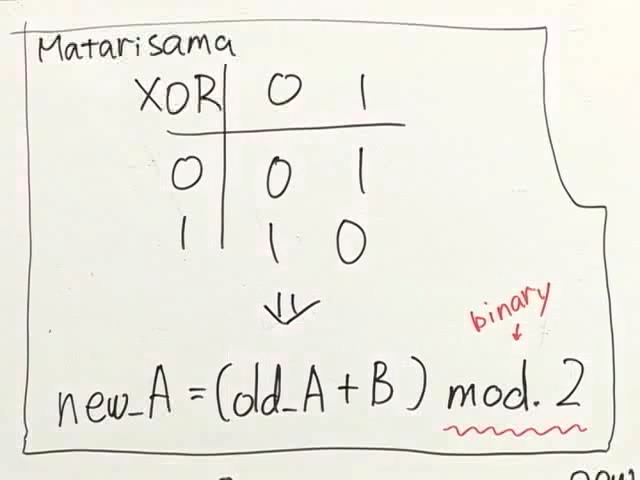 Matarisama
XOR 0 1
0 0 1
1 1 0
binary
new_A = (old_A + B) mod. 2